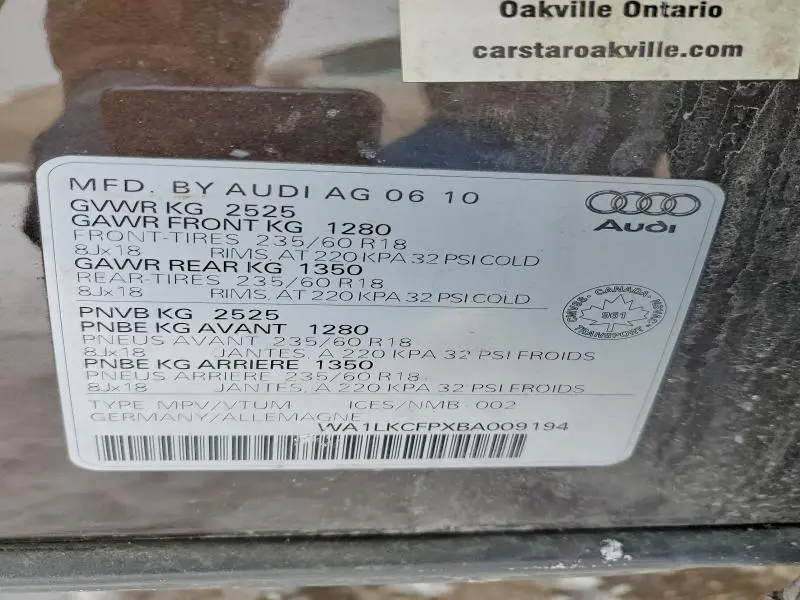 Oakville Ontario
carstaroakville.com
MFD. BY AUDI AG 06 10
GVWR KG 2525
GAWR FRONT KG 1280
FRONT-TIRES 235/60 R18
8Jx18 RIMS, AT 220 KPA 32 PSI COLD
GAWR REAR KG 1350
REAR-TIRES 235/60 R18
8Jx18 RIMS, AT 220 KPA 32 PSI COLD
PNVB KG 2525
PNBE KG AVANT 1280
PNEUS AVANT 235/60 R18
8Jx18 JANTES, A 220 KPA 32 PSI FROIDS
PNBE KG ARRIERE 1350
PNEUS ARRIERE 235/60 R18
8Jx18 JANTES, A 220 KPA 32 PSI FROIDS
TYPE MPV/VTUM ICES/NMB-002
GERMANY/ALLEMAGNE
WA1LKCFPXBA009194
Audi
CANADA
961
TRANSPORT